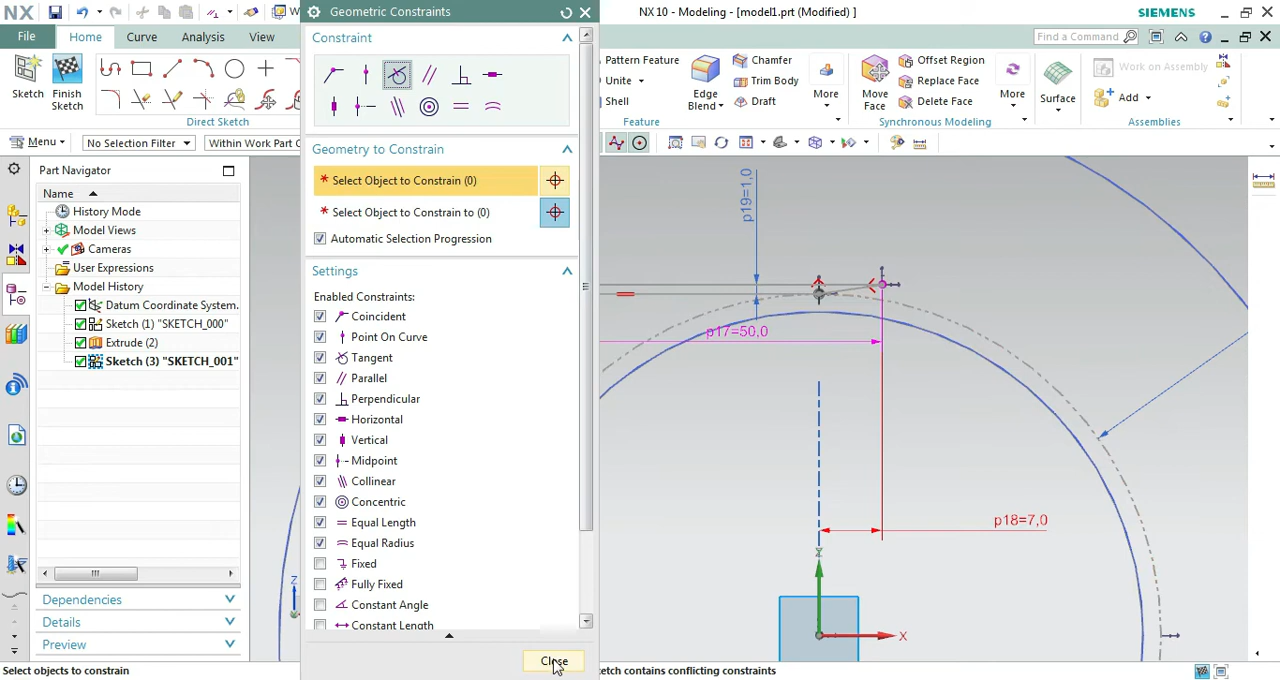 NX
Geometric Constraints
NX 10 - Modeling - [model1.prt (Modified) ]
SIEMENS
File
Home
Curve
Analysis
View
Find a Command
Sketch
Finish
Sketch
Direct Sketch
Pattern Feature
Unite
Shell
Edge
Blend
Chamfer
Trim Body
Draft
More
Feature
Move
Face
Offset Region
Replace Face
Delete Face
More
Synchronous Modeling
Surface
Work on Assembly
Add
Assemblies
Menu
No Selection Filter
Within Work Part O
Part Navigator
Name
History Mode
Model Views
Cameras
User Expressions
Model History
Datum Coordinate System.
Sketch (1) "SKETCH_000"
Extrude (2)
Sketch (3) "SKETCH_001"
Dependencies
Details
Preview
Constraint
Geometry to Constrain
* Select Object to Constrain (0)
* Select Object to Constrain to (0)
Automatic Selection Progression
Settings
Enabled Constraints:
Coincident
Point On Curve
Tangent
Parallel
Perpendicular
Horizontal
Vertical
Midpoint
Collinear
Concentric
Equal Length
Equal Radius
Fixed
Fully Fixed
Constant Angle
Constant Length
Close
p19=1,0
p17=50,0
p18=7,0
Z
X
Z
Select objects to constrain
etch contains conflicting constraints